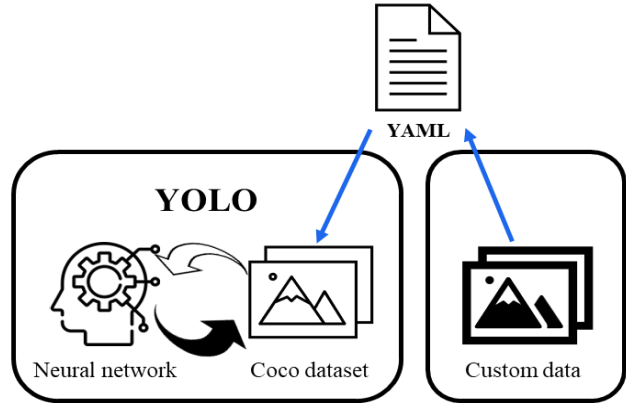 YAML
YOLO
Neural network
Coco dataset
Custom data